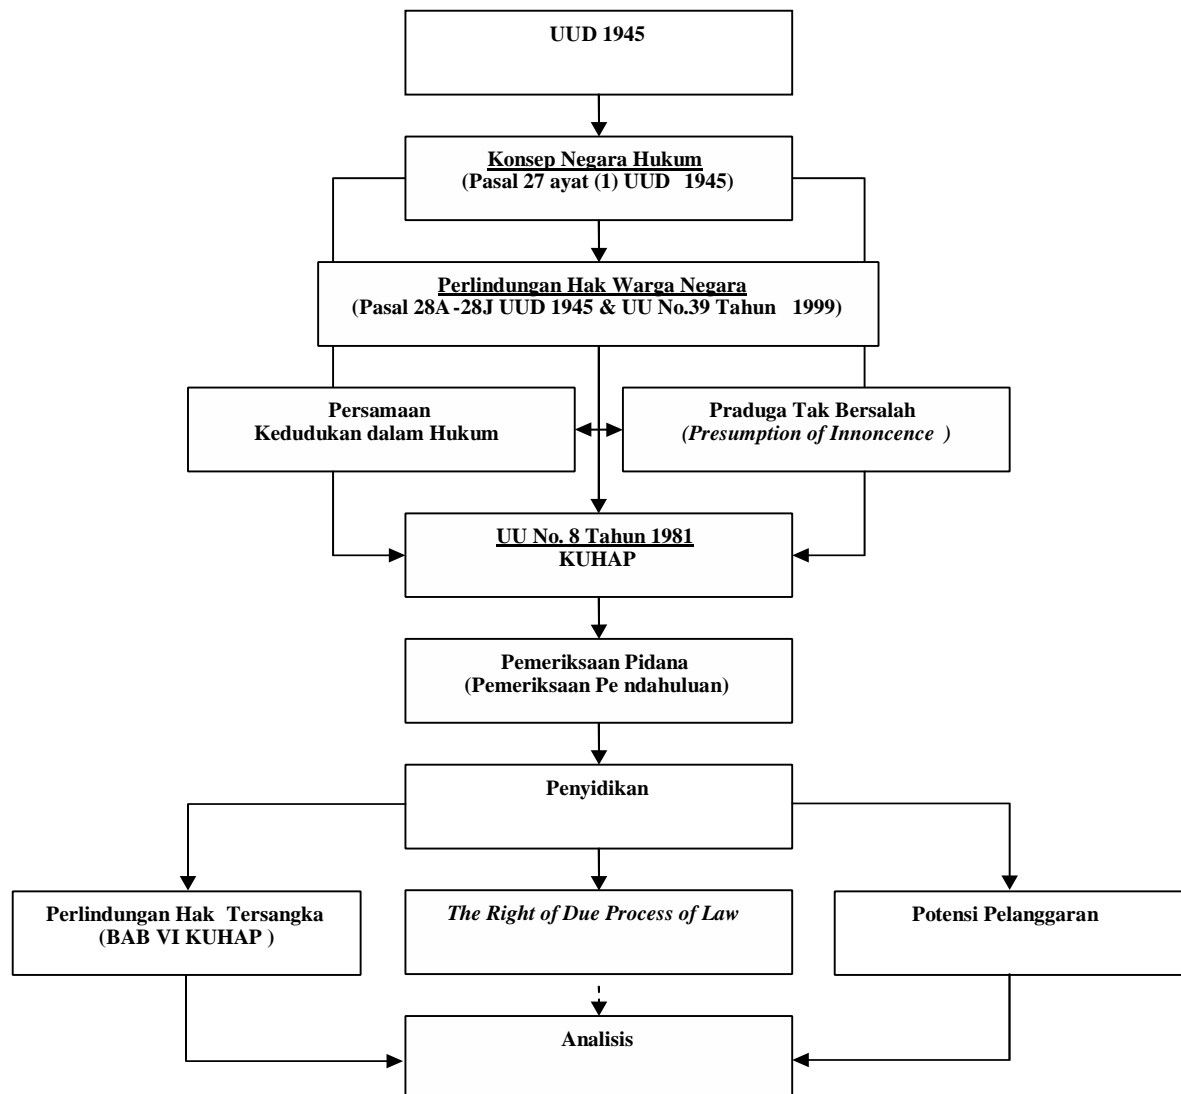 UUD 1945
Konsep Negara Hukum
(Pasal 27 ayat (1) UUD 1945)
Perlindungan Hak Warga Negara
(Pasal 28A -28J UUD 1945 & UU No.39 Tahun 1999)
Persamaan
Kedudukan dalam Hukum
Praduga Tak Bersalah
(Presumption of Innoncence )
UU No. 8 Tahun 1981
KUHAP
Pemeriksaan Pidana
(Pemeriksaan Pe ndahuluan)
Penyidikan
Perlindungan Hak Tersangka
(BAB VI KUHAP )
The Right of Due Process of Law
Potensi Pelanggaran
Analisis